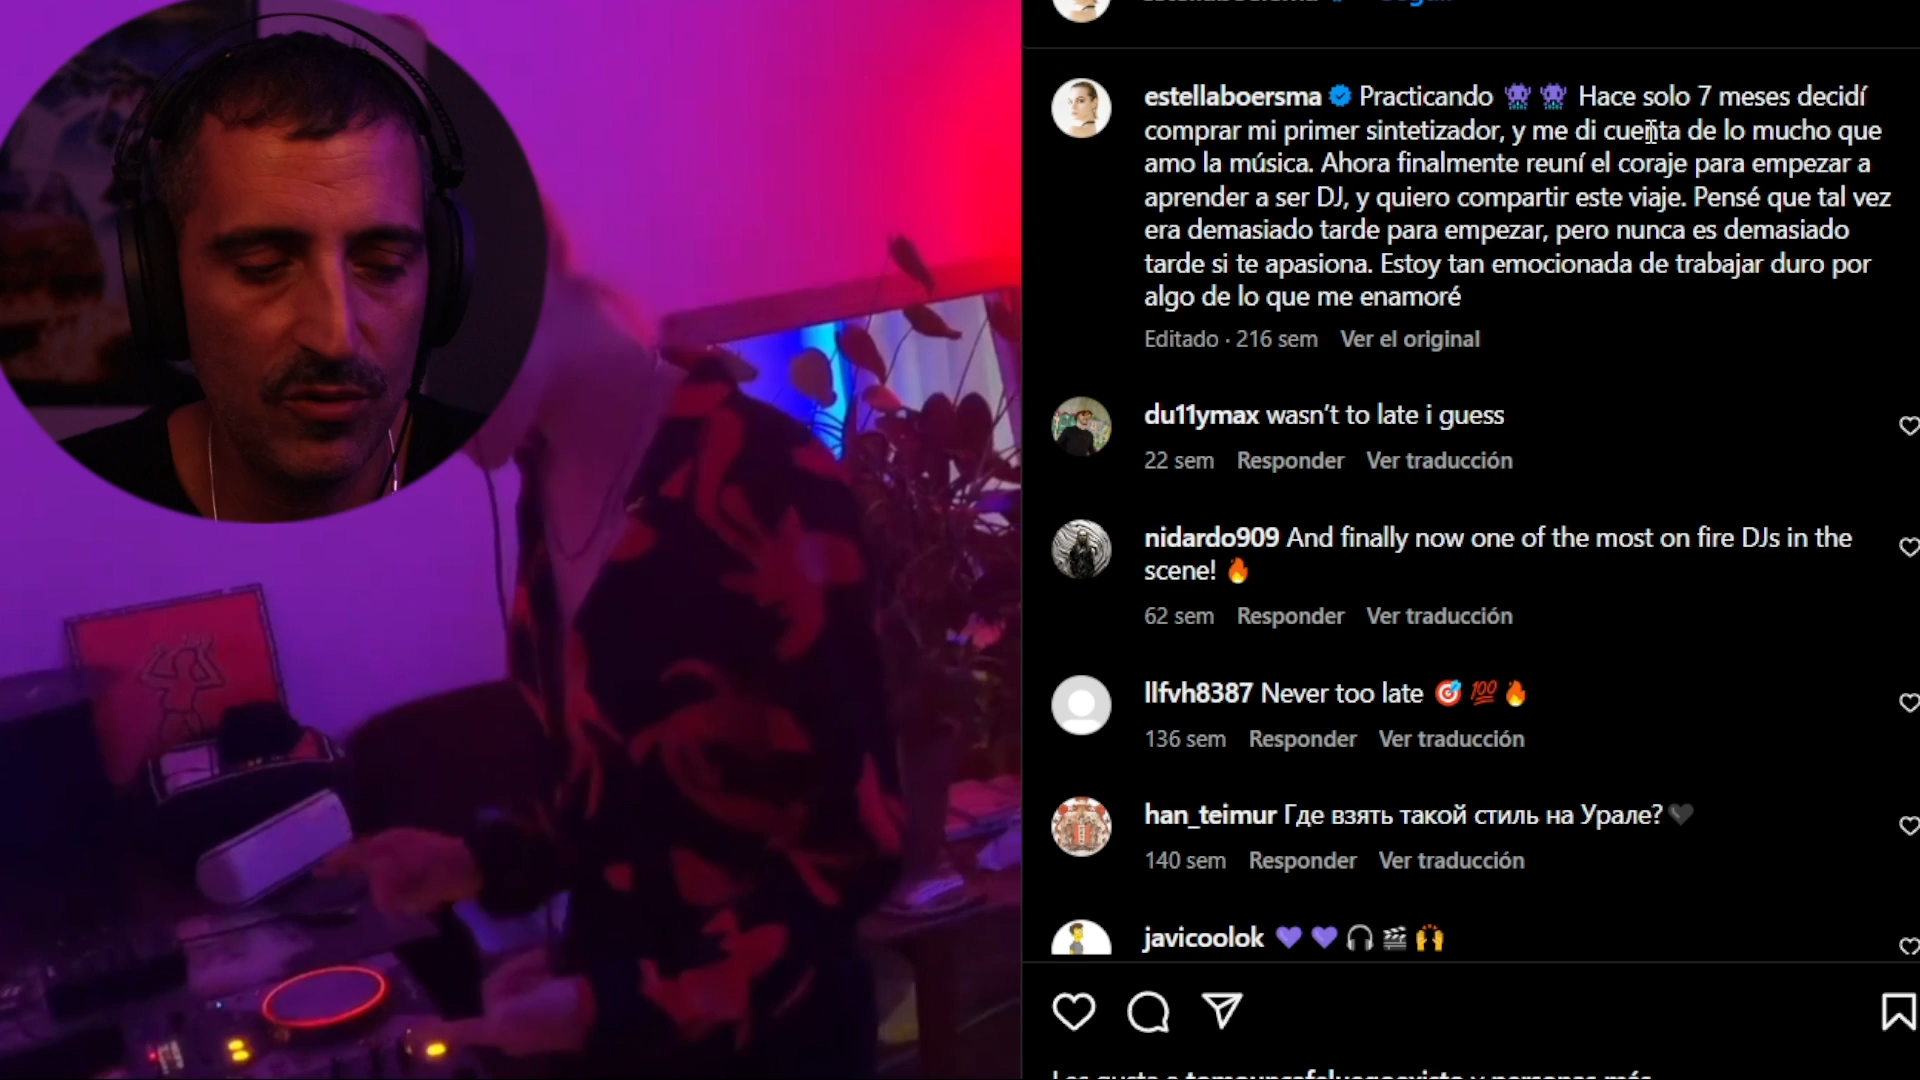 estellaboersma Practicando 👾 👾 Hace solo 7 meses decidí
comprar mi primer sintetizador, y me di cuenta de lo mucho que
amo la música. Ahora finalmente reuní el coraje para empezar a
aprender a ser DJ, y quiero compartir este viaje. Pensé que tal vez
era demasiado tarde para empezar, pero nunca es demasiado
tarde si te apasiona. Estoy tan emocionada de trabajar duro por
algo de lo que me enamoré
Editado · 216 sem Ver el original
du11ymax wasn't to late i guess
22 sem Responder Ver traducción
nidardo909 And finally now one of the most on fire DJs in the
scene! 🔥
62 sem Responder Ver traducción
llfvh8387 Never too late 🎯 💯 🔥
136 sem Responder Ver traducción
han_teimur Где взять такой стиль на Урале?🖤
140 sem Responder Ver traducción
javicoolok 💜 💜 🎧 🎬 🙌